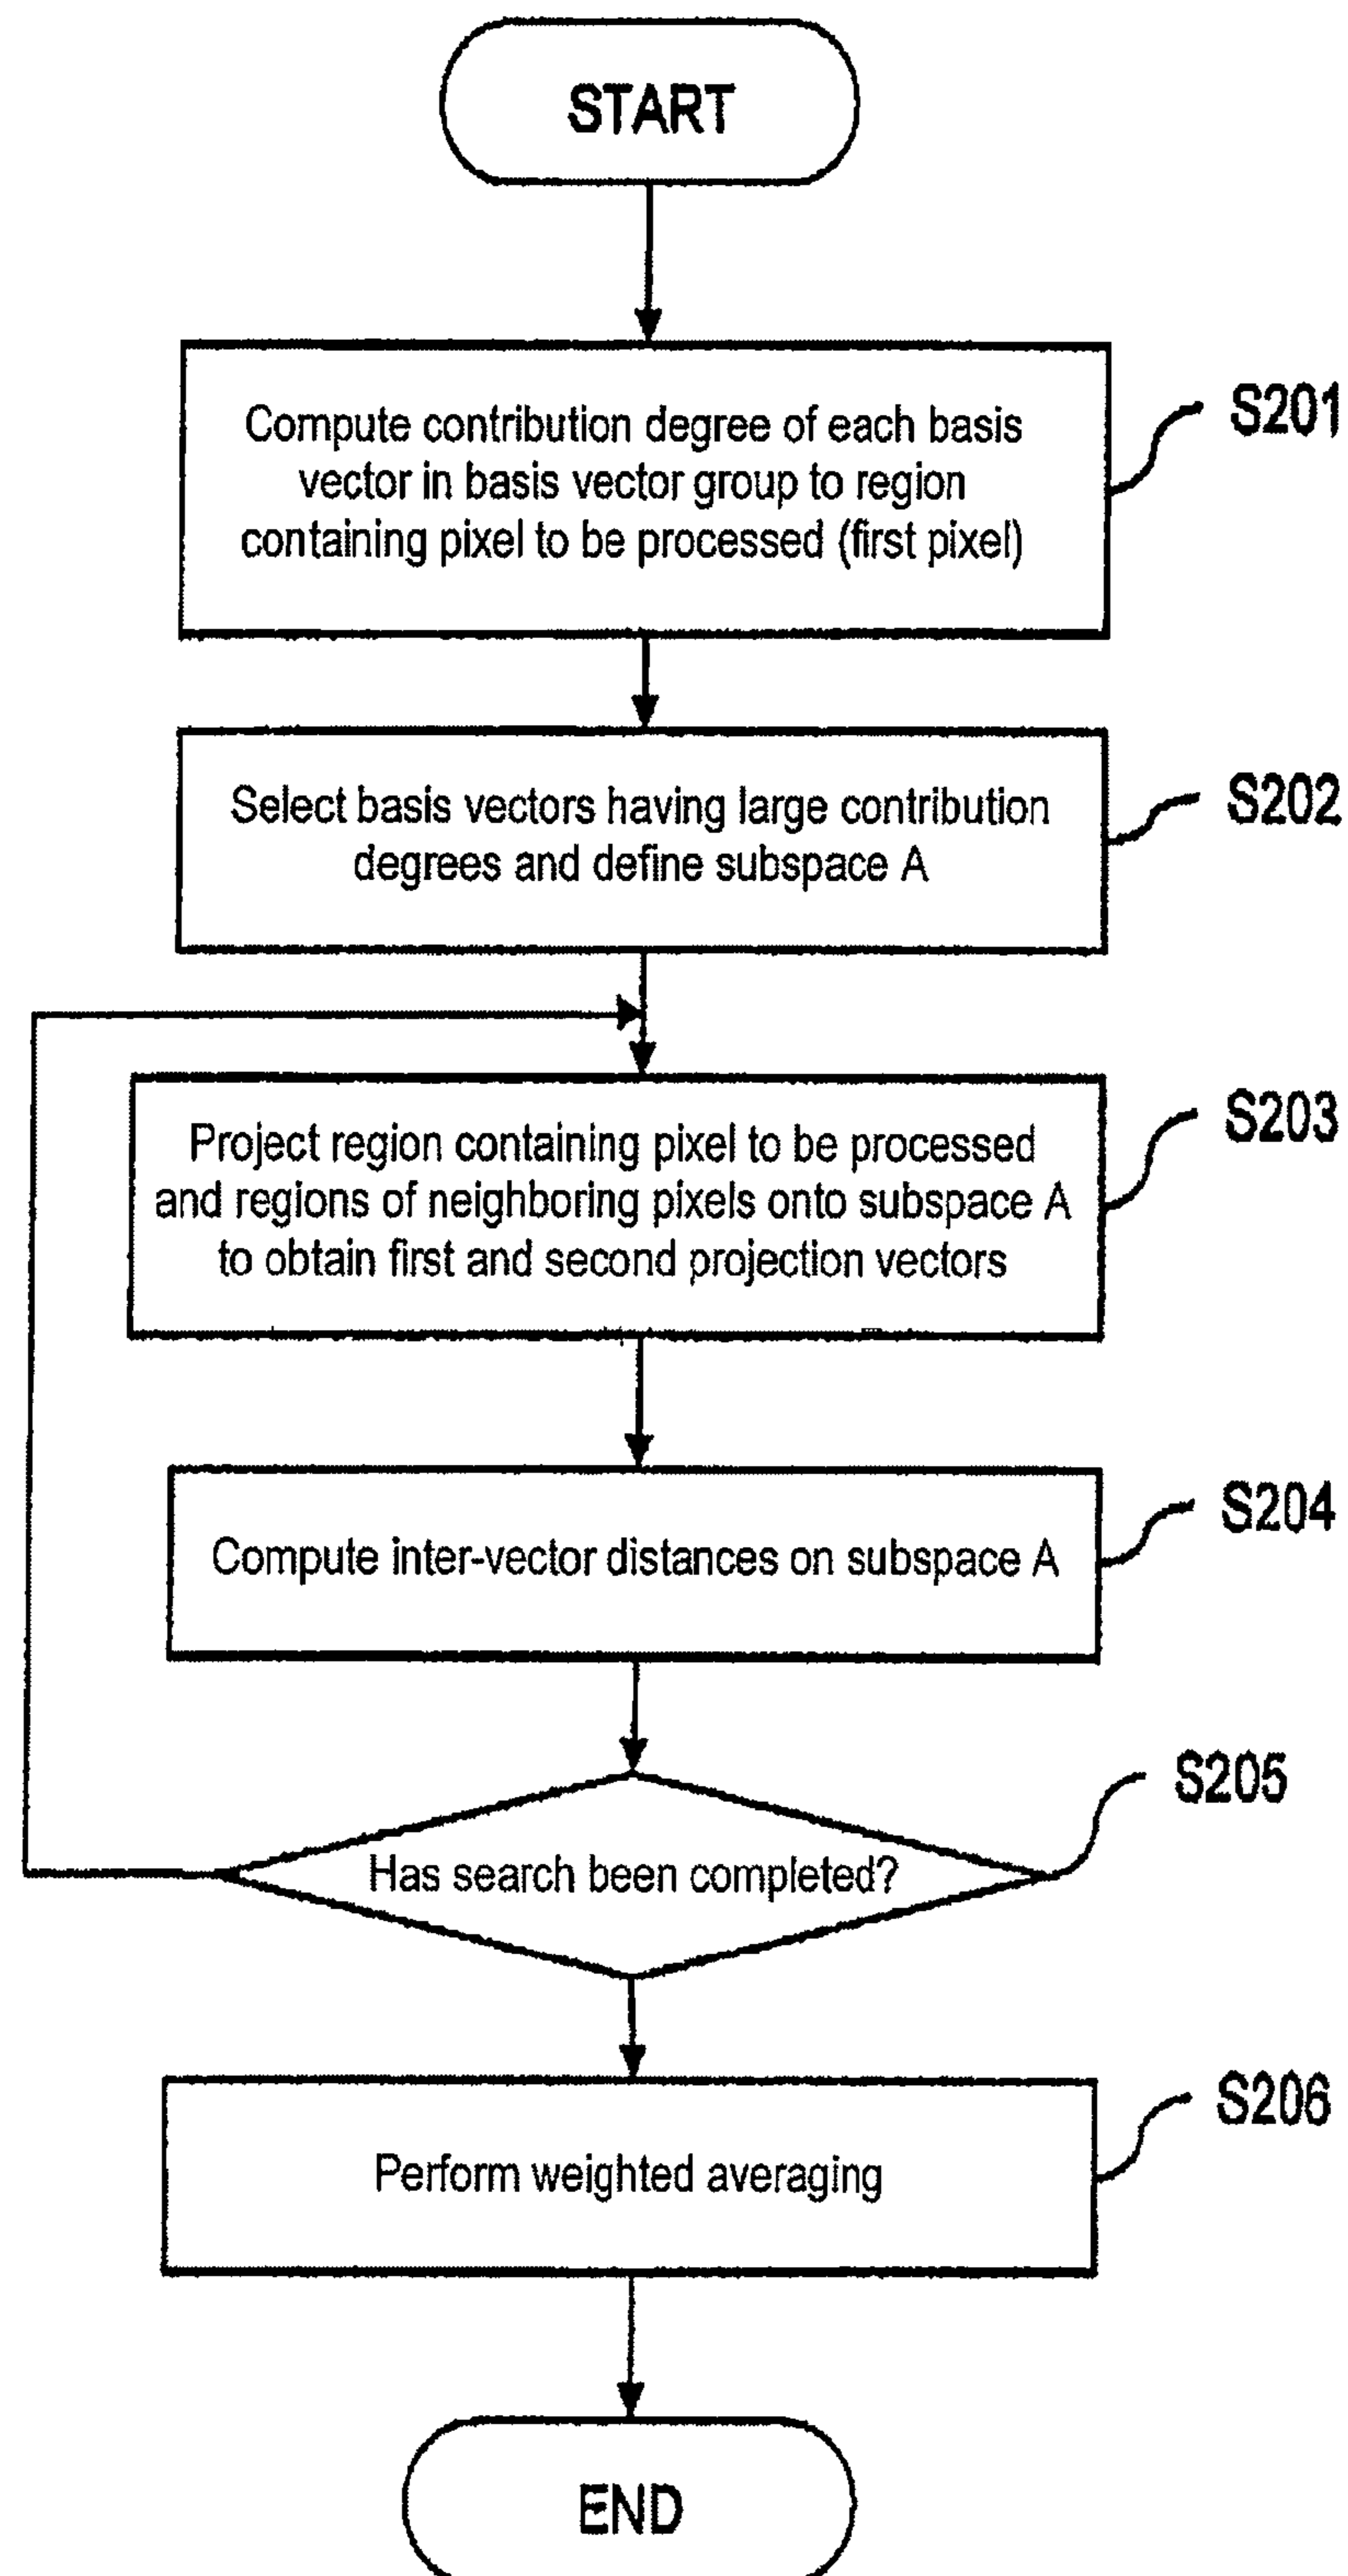 START
Compute contribution degree of each basis
vector in basis vector group to region
containing pixel to be processed (first pixel)
S201
Select basis vectors having large contribution
degrees and define subspace A
S202
Project region containing pixel to be processed
and regions of neighboring pixels onto subspace A
to obtain first and second projection vectors
S203
Compute inter-vector distances on subspace A
S204
Has search been completed?
S205
Perform weighted averaging
S206
END